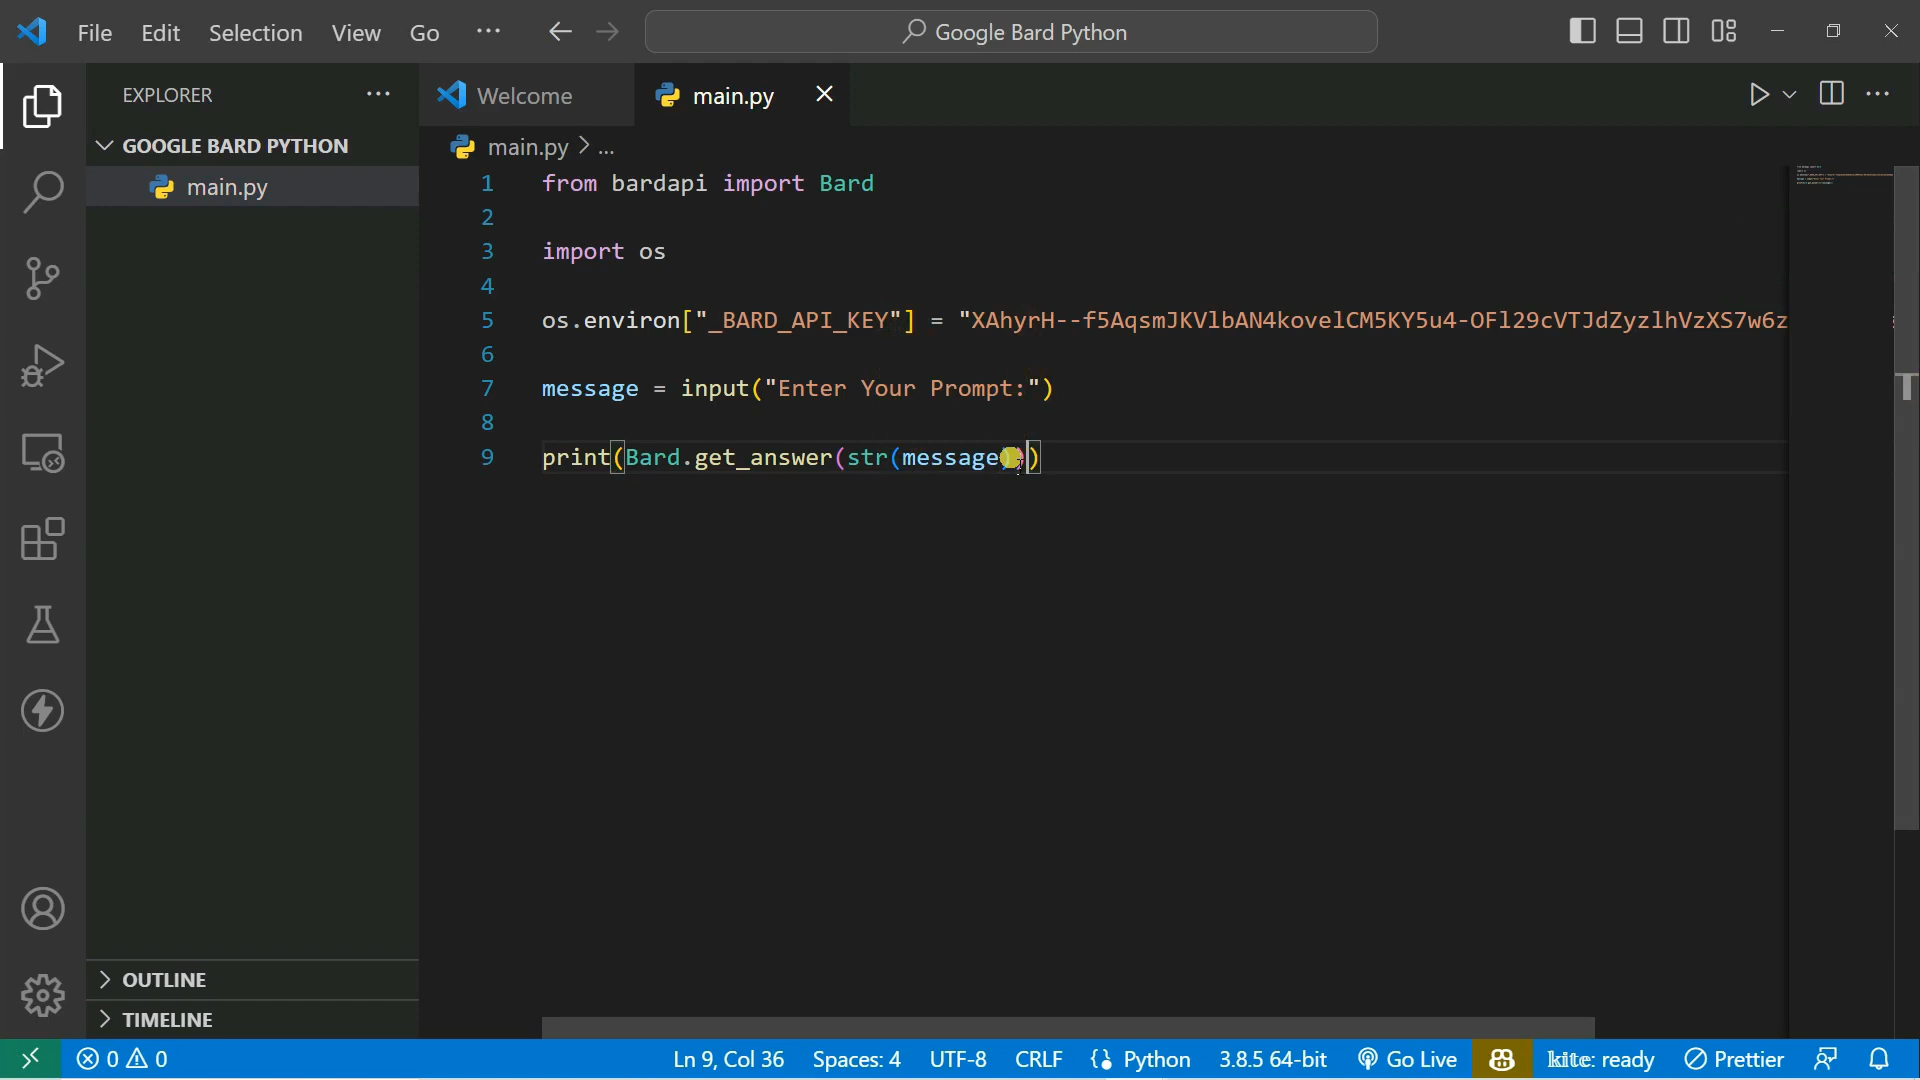 File Edit Selection View Go ... Google Bard Python
EXPLORER ...
GOOGLE BARD PYTHON
main.py
OUTLINE
TIMELINE
Welcome main.py
main.py > ...
1 from bardapi import Bard
2
3 import os
4
5 os.environ["_BARD_API_KEY"] = "XAhyrH--f5AqsmJKVlbAN4kovelCM5KY5u4-OFl29cVTJdZyzlhVzXS7w6z
6
7 message = input("Enter Your Prompt:")
8
9 print(Bard.get_answer(str(message)))
0 0 Ln 9, Col 36 Spaces: 4 UTF-8 CRLF Python 3.8.5 64-bit Go Live kite: ready Prettier